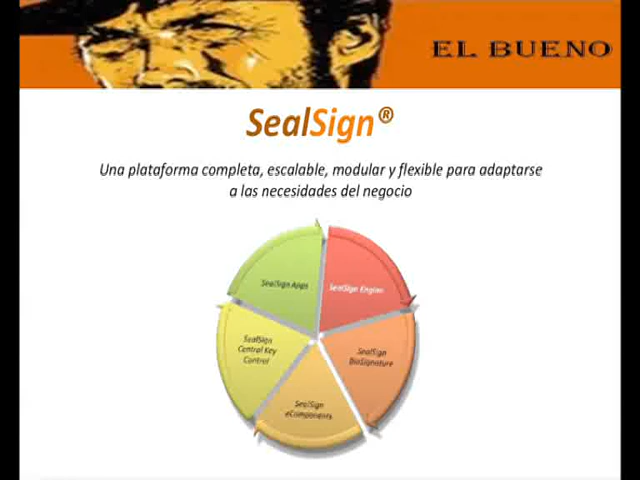 EL BUENO
SealSign®
Una plataforma completa, escalable, modular y flexible para adaptarse
a las necesidades del negocio
SealSign Apps
SealSign Engine
SealSign
Central Key
Control
SealSign
BioSignature
SealSign
eComponents